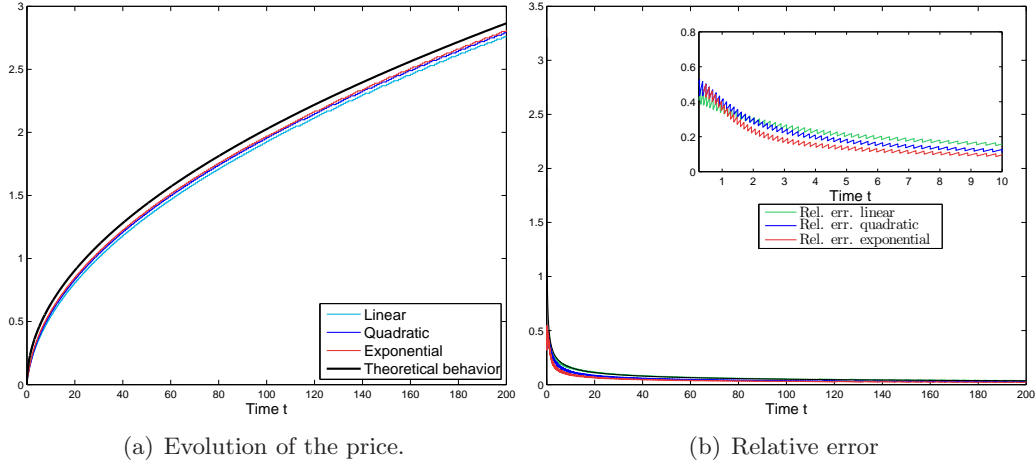 3
2.5
2
1.5
1
0.5
0
0 20 40 60 80 100 120 140 160 180 200
Time t
Linear
Quadratic
Exponential
Theoretical behavior
(a) Evolution of the price.
3.5
3
2.5
2
1.5
1
0.5
0
0 20 40 60 80 100 120 140 160 180 200
Time t
0.8
0.6
0.4
0.2
0
1 2 3 4 5 6 7 8 9 10
Time t
Rel. err. linear
Rel. err. quadratic
Rel. err. exponential
(b) Relative error